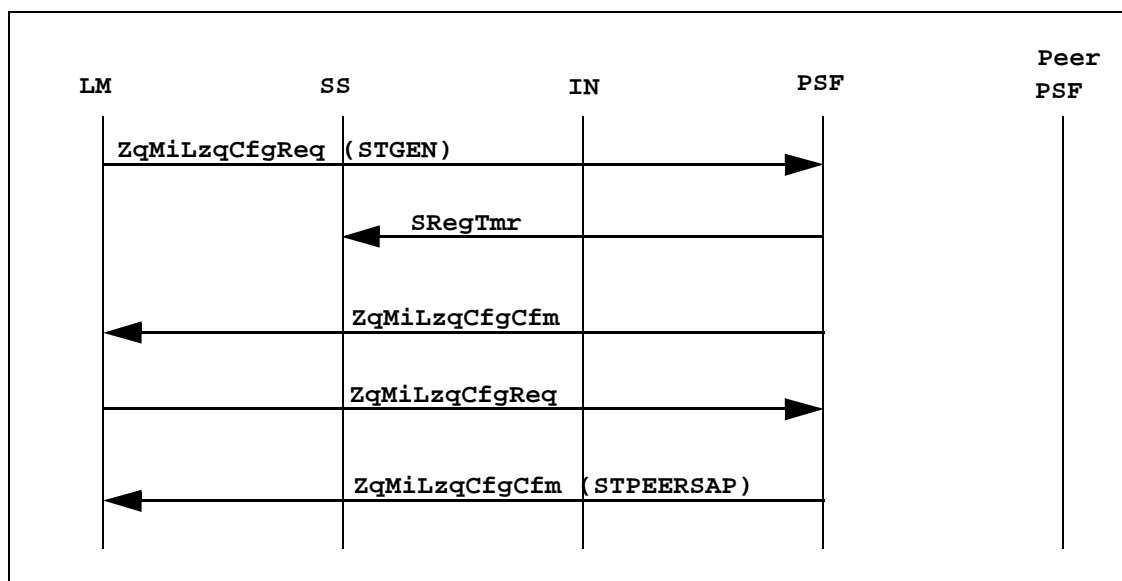 LM
SS
IN
PSF
Peer
PSF
ZqMiLzqCfgReq (STGEN)
SRegTmr
ZqMiLzqCfgCfm
ZqMiLzqCfgReq
ZqMiLzqCfgCfm (STPEERSAP)